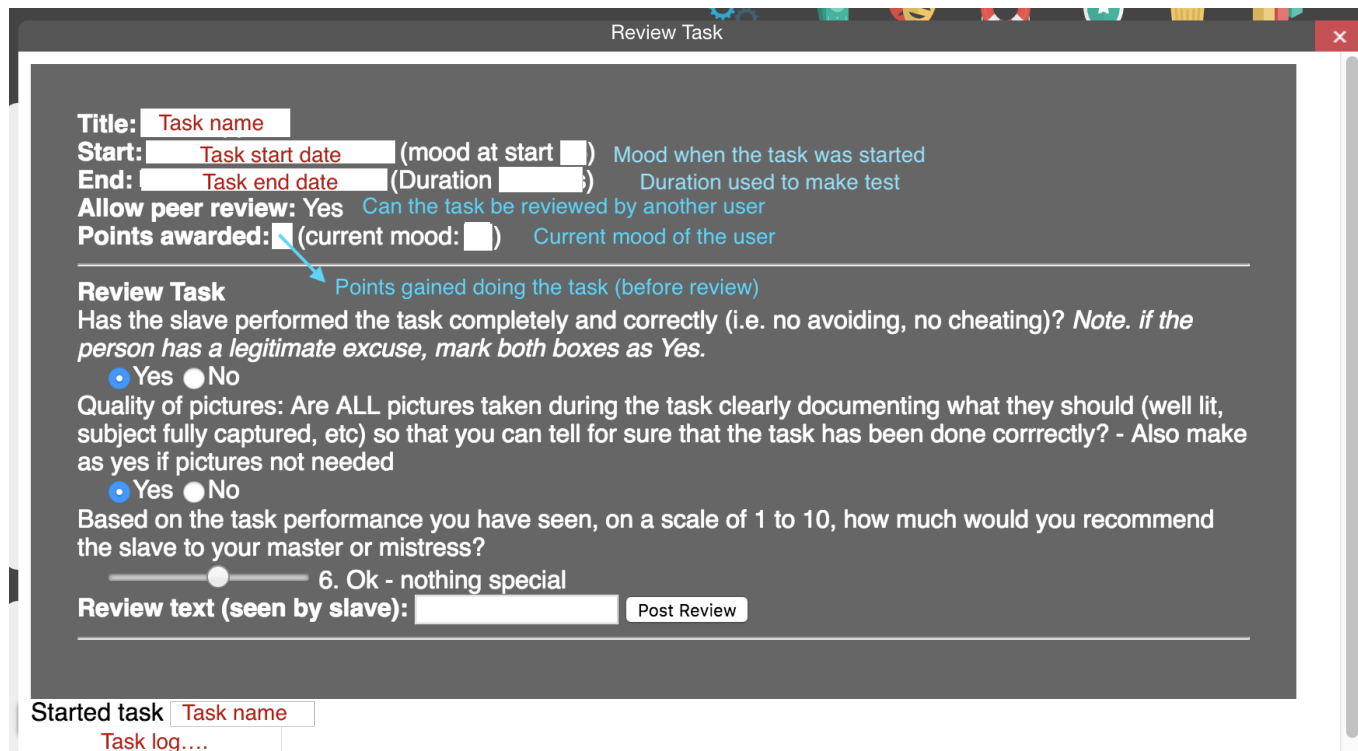 Review Task
Title: Task name
Start: Task start date (mood at start ) Mood when the task was started
End: Task end date (Duration s) Duration used to make test
Allow peer review: Yes Can the task be reviewed by another user
Points awarded: (current mood: ) Current mood of the user
Points gained doing the task (before review)
Review Task
Has the slave performed the task completely and correctly (i.e. no avoiding, no cheating)? Note. if the
person has a legitimate excuse, mark both boxes as Yes.
Yes No
Quality of pictures: Are ALL pictures taken during the task clearly documenting what they should (well lit,
subject fully captured, etc) so that you can tell for sure that the task has been done corrrectly? - Also make
as yes if pictures not needed
Yes No
Based on the task performance you have seen, on a scale of 1 to 10, how much would you recommend
the slave to your master or mistress?
6. Ok - nothing special
Review text (seen by slave): Post Review
Started task Task name
Task log....